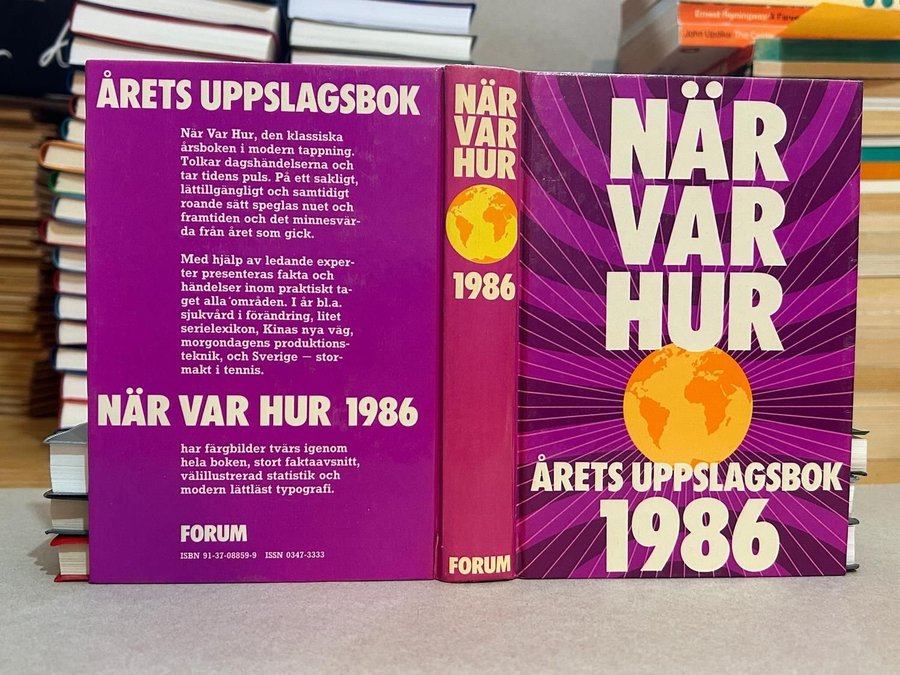 ÅRETS UPPSLAGSBOK
När Var Hur, den klassiska
årsboken i modern tappning.
Tolkar dagshändelserna och
tar tidens puls. På ett sakligt,
lättillgängligt och samtidigt
roande sätt speglas nuet och
framtiden och det minnesvär-
da från året som gick.
Med hjälp av ledande exper-
ter presenteras fakta och
händelser inom praktiskt ta-
get alla områden. I år bl.a.
sjukvård i förändring, litet
serielexikon, Kinas nya väg,
morgondagens produktions-
teknik, och Sverige — stor-
makt i tennis.
NÄR VAR HUR 1986
har färgbilder tvärs igenom
hela boken, stort faktaavsnitt,
välillustrerad statistik och
modern lättläst typografi.
FORUM
ISBN 91-37-08859-9 ISSN 0347-3333
NÄR
VAR
HUR
1986
FORUM
NÄR
VAR
HUR
ÅRETS UPPSLAGSBOK
1986
Ernest Hemingway
John Updike The